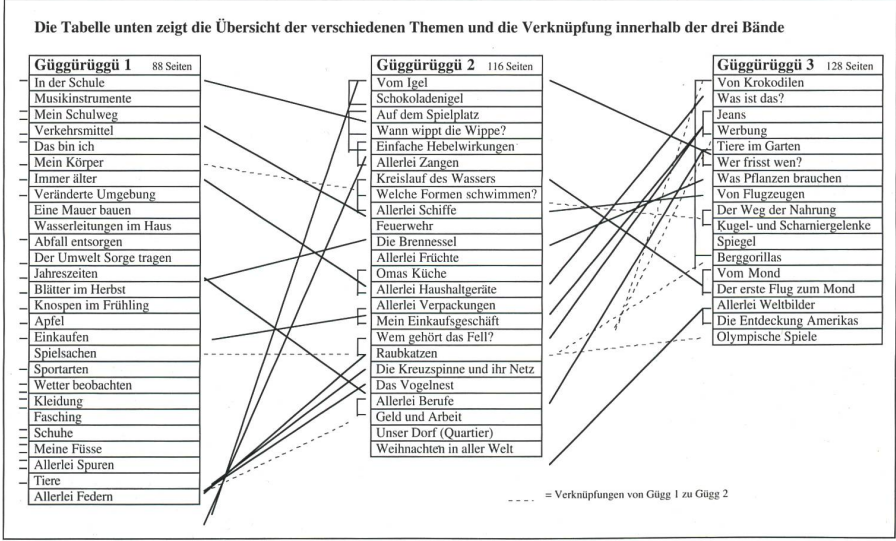 Die Tabelle unten zeigt die Übersicht der verschiedenen Themen und die Verknüpfung innerhalb der drei Bände
Güggürüggü 1 88 Seiten
In der Schule
Musikinstrumente
Mein Schulweg
Verkehrsmittel
Das bin ich
Mein Körper
Immer älter
Veränderte Umgebung
Eine Mauer bauen
Wasserleitungen im Haus
Abfall entsorgen
Der Umwelt Sorge tragen
Jahreszeiten
Blätter im Herbst
Knospen im Frühling
Apfel
Einkaufen
Spielsachen
Sportarten
Wetter beobachten
Kleidung
Fasching
Schuhe
Meine Füsse
Allerlei Spuren
Tiere
Allerlei Federn
Güggürüggü 2 116 Seiten
Vom Igel
Schokoladenigel
Auf dem Spielplatz
Wann wippt die Wippe?
Einfache Hebelwirkungen
Allerlei Zangen
Kreislauf des Wassers
Welche Formen schwimmen?
Allerlei Schiffe
Feuerwehr
Die Brennessel
Allerlei Früchte
Omas Küche
Allerlei Haushaltgeräte
Allerlei Verpackungen
Mein Einkaufsgeschäft
Wem gehört das Fell?
Raubkatzen
Die Kreuzspinne und ihr Netz
Das Vogelnest
Allerlei Berufe
Geld und Arbeit
Unser Dorf (Quartier)
Weihnachten in aller Welt
Güggürüggü 3 128 Seiten
Von Krokodilen
Was ist das?
Jeans
Werbung
Tiere im Garten
Wer frisst wen?
Was Pflanzen brauchen
Von Flugzeugen
Der Weg der Nahrung
Kugel- und Scharniergelenke
Spiegel
Berggorillas
Vom Mond
Der erste Flug zum Mond
Allerlei Weltbilder
Die Entdeckung Amerikas
Olympische Spiele
= Verknüpfungen von Gügg 1 zu Gügg 2